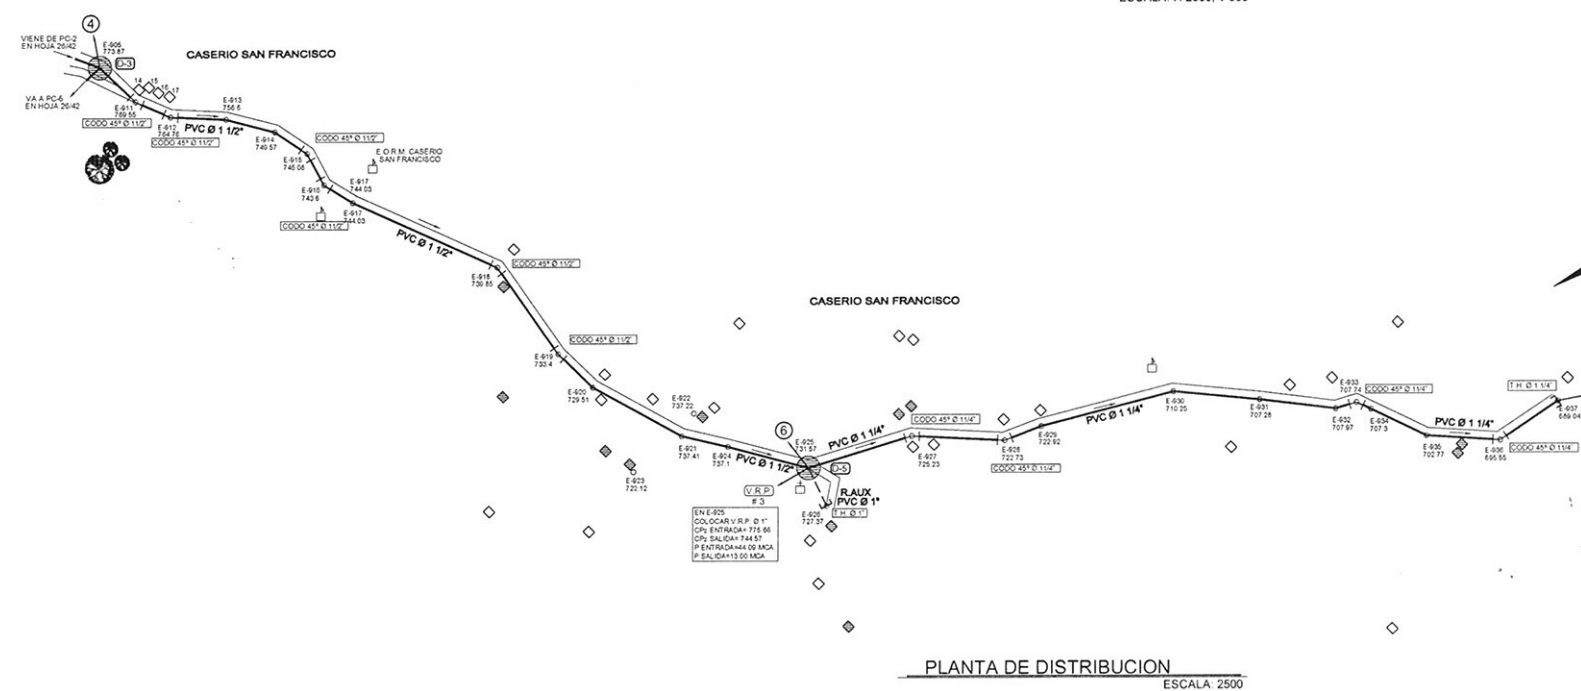 4
VIENE DE PC-2
EN HOJA 26/42
E-905
773.87
D-3
CASERIO SAN FRANCISCO
14
15
16
17
VA A PC-6
EN HOJA 26/42
E-911
769.55
CODO 45° Ø 11/2"
E-912
764.76
CODO 45° Ø 11/2"
PVC Ø 1 1/2"
E-913
756.6
E-914
749.57
CODO 45° Ø 11/2"
E-915
745.08
E.O.R.M. CASERIO
SAN FRANCISCO
E-916
743.6
E-917
744.03
E-917
744.03
CODO 45° Ø 11/2"
PVC Ø 1 1/2"
E-918
739.85
CODO 45° Ø 11/2"
CASERIO SAN FRANCISCO
E-919
733.4
CODO 45° Ø 11/2"
E-920
729.51
E-922
737.22
E-921
737.41
E-923
722.12
E-924
737.1
PVC Ø 1 1/2"
6
E-925
731.57
D-5
V.R.P
# 3
EN E-925
COLOCAR V.R.P. Ø 1"
CPz ENTRADA= 775.66
CPz SALIDA= 744.57
P ENTRADA=44.09 MCA
P SALIDA=13.00 MCA
R.AUX
PVC Ø 1"
E-926
727.37
T.H. Ø 1"
PVC Ø 1 1/4"
CODO 45° Ø 11/4"
E-927
725.23
E-928
722.73
CODO 45° Ø 11/4"
E-929
722.92
PVC Ø 1 1/4"
E-930
710.25
E-931
707.28
E-932
707.97
E-933
707.74
CODO 45° Ø 11/4"
E-934
707.3
E-935
702.77
PVC Ø 1 1/4"
E-936
695.55
CODO 45° Ø 11/4"
T.H. Ø 1 1/4"
E-937
689.04
PLANTA DE DISTRIBUCION
ESCALA: 2500